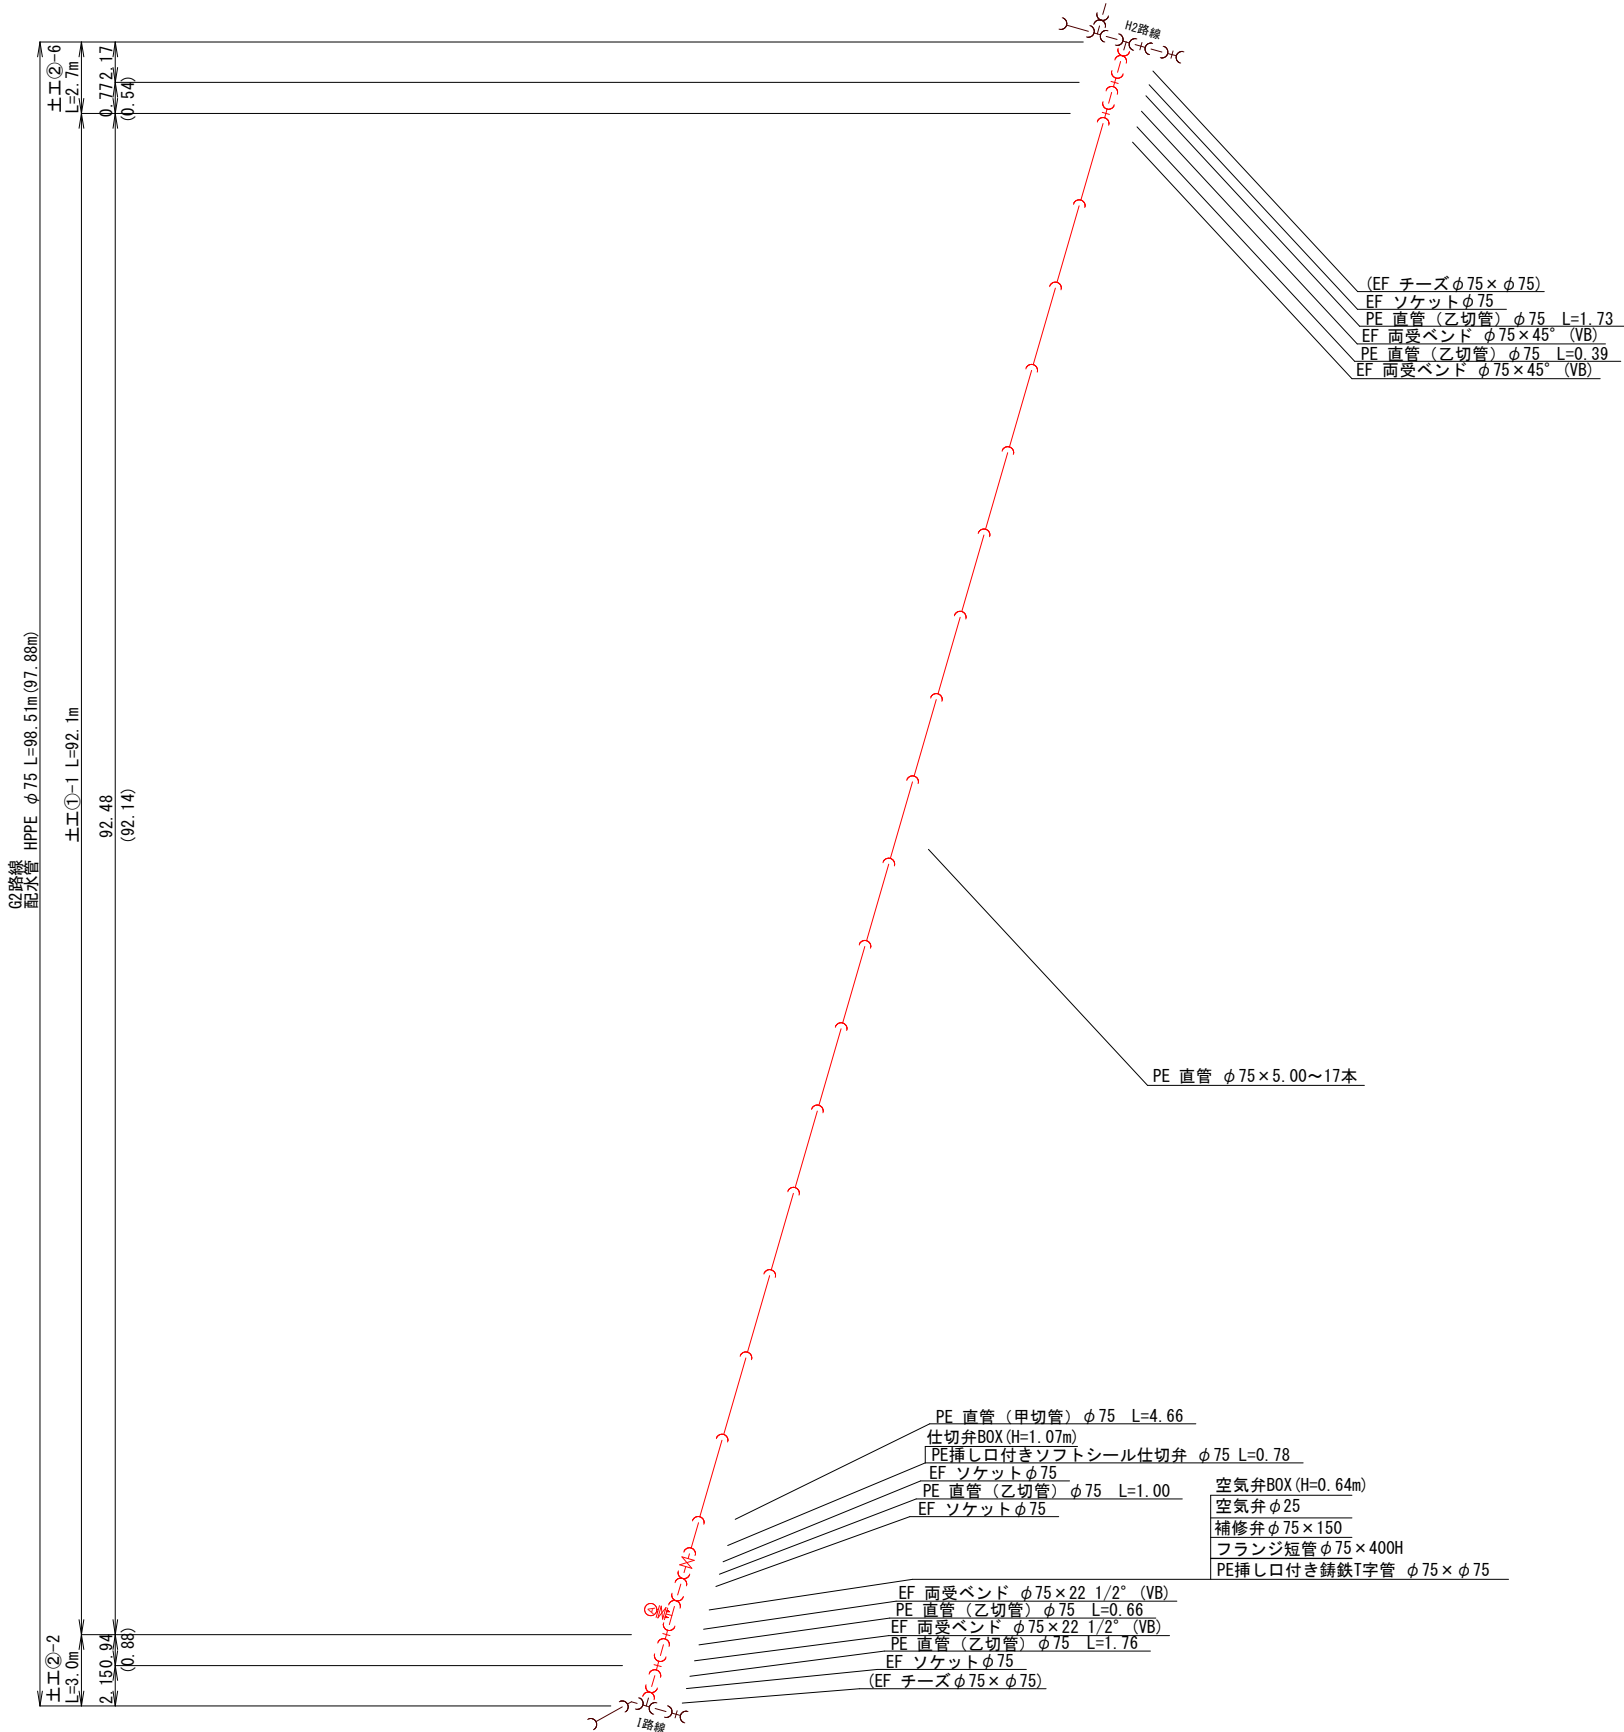 H2路線
土工②-6
L=2.7m
2.17
0.77
(0.54)
(EF チーズφ75×φ75)
EF ソケットφ75
PE 直管（乙切管）φ75 L=1.73
EF 両受ベンド φ75×45°(VB)
PE 直管（乙切管）φ75 L=0.39
EF 両受ベンド φ75×45°(VB)
G2路線
配水管 HPPE φ75 L=98.51m(97.88m)
土工①-1 L=92.1m
92.48
(92.14)
PE 直管 φ75×5.00～17本
PE 直管（甲切管）φ75 L=4.66
仕切弁BOX(H=1.07m)
PE挿し口付きソフトシール仕切弁 φ75 L=0.78
EF ソケットφ75
PE 直管（乙切管）φ75 L=1.00
EF ソケットφ75
空気弁BOX(H=0.64m)
空気弁φ25
補修弁φ75×150
フランジ短管φ75×400H
PE挿し口付き鋳鉄T字管 φ75×φ75
EF 両受ベンド φ75×22 1/2°(VB)
PE 直管（乙切管）φ75 L=0.66
EF 両受ベンド φ75×22 1/2°(VB)
PE 直管（乙切管）φ75 L=1.76
EF ソケットφ75
(EF チーズφ75×φ75)
土工②-2
L=3.0m
0.94
(0.88)
2.15
Ⓐ
I路線